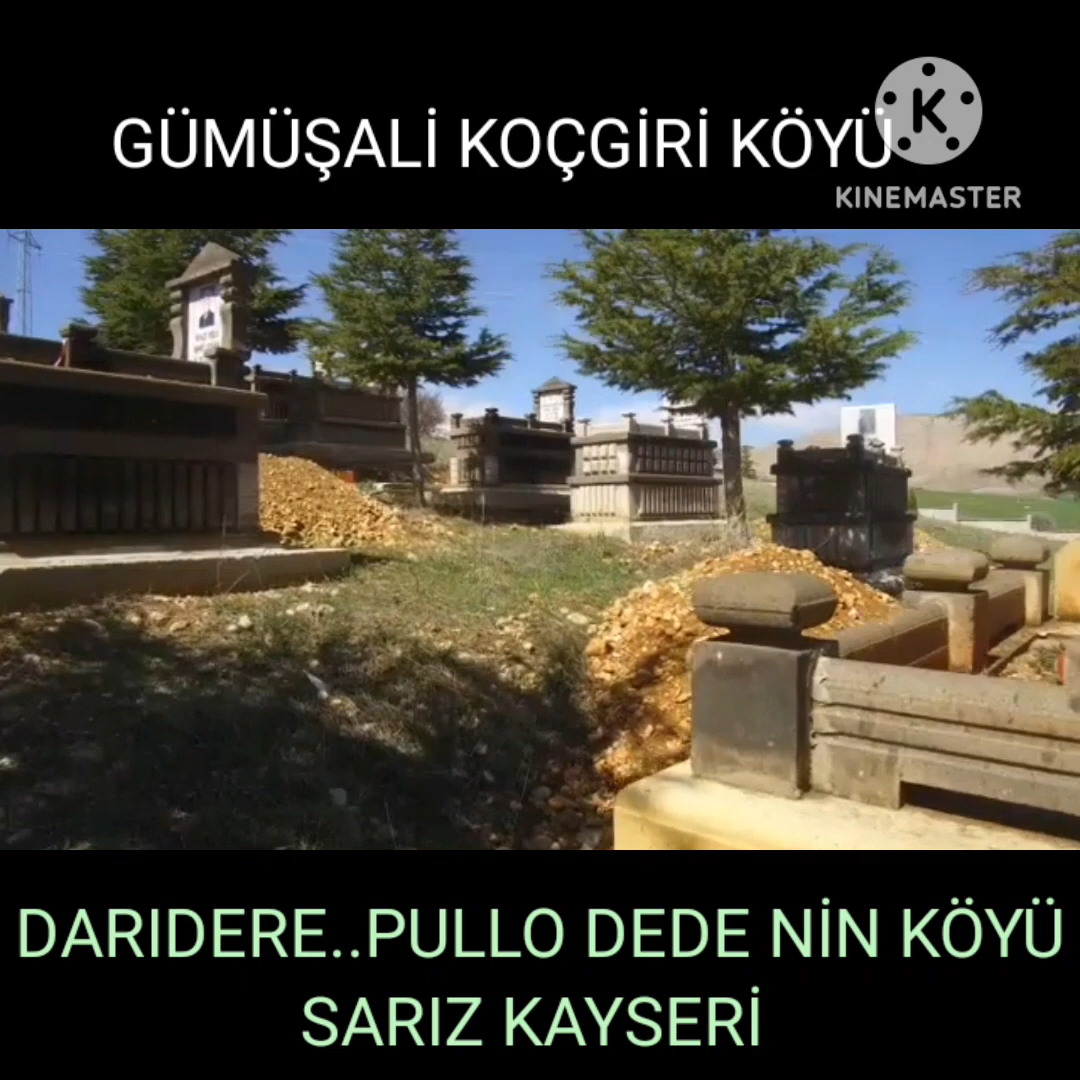 GÜMÜŞALİ KOÇGİRİ KÖYÜ
K
KINEMASTER
DARIDERE..PULLO DEDE NİN KÖYÜ
SARIZ KAYSERİ